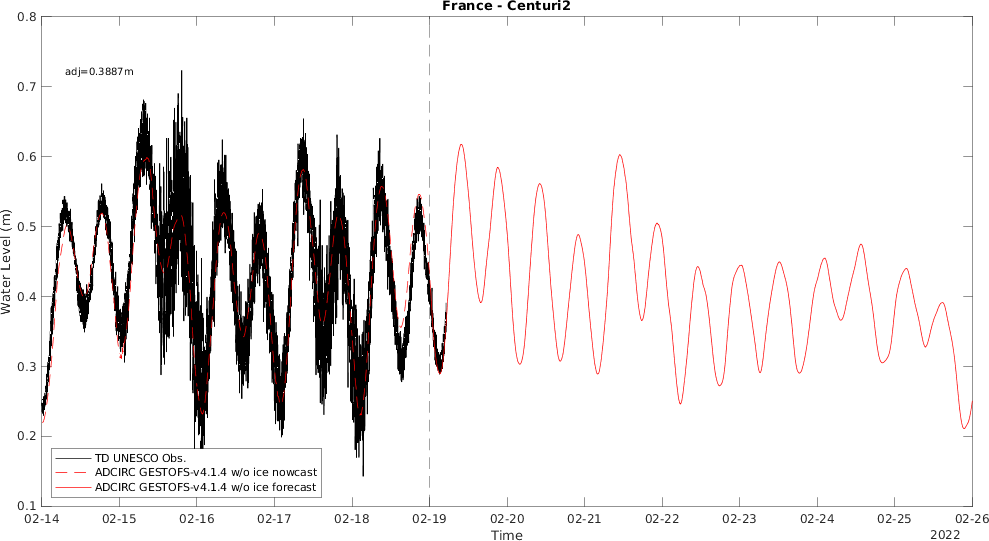 France - Centuri2
0.8
0.7
0.6
0.5
0.4
0.3
0.2
0.1
Water Level (m)
adj=0.3887m
TD UNESCO Obs.
ADCIRC GESTOFS-v4.1.4 w/o ice nowcast
ADCIRC GESTOFS-v4.1.4 w/o ice forecast
02-14 02-15 02-16 02-17 02-18 02-19 02-20 02-21 02-22 02-23 02-24 02-25 02-26
Time
2022